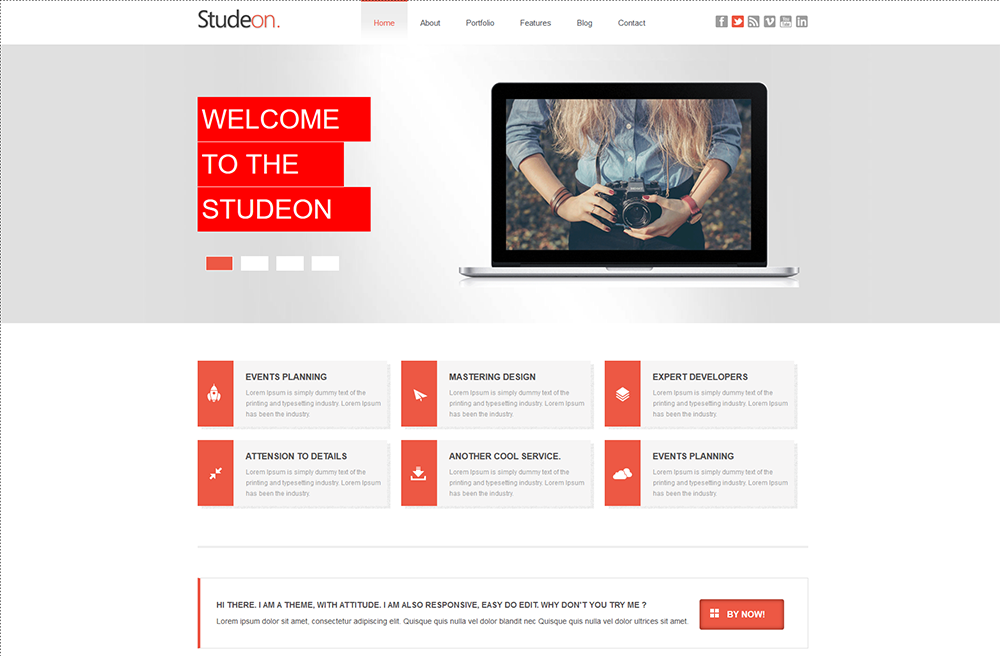 Studeon.
Home About Portfolio Features Blog Contact
WELCOME
TO THE
STUDEON
EVENTS PLANNING
Lorem Ipsum is simply dummy text of the
printing and typesetting industry. Lorem Ipsum
has been the industry.
MASTERING DESIGN
Lorem Ipsum is simply dummy text of the
printing and typesetting industry. Lorem Ipsum
has been the industry.
EXPERT DEVELOPERS
Lorem Ipsum is simply dummy text of the
printing and typesetting industry. Lorem Ipsum
has been the industry.
ATTENSION TO DETAILS
Lorem Ipsum is simply dummy text of the
printing and typesetting industry. Lorem Ipsum
has been the industry.
ANOTHER COOL SERVICE.
Lorem Ipsum is simply dummy text of the
printing and typesetting industry. Lorem Ipsum
has been the industry.
EVENTS PLANNING
Lorem Ipsum is simply dummy text of the
printing and typesetting industry. Lorem Ipsum
has been the industry.
HI THERE. I AM A THEME, WITH ATTITUDE. I AM ALSO RESPONSIVE, EASY DO EDIT. WHY DON'T YOU TRY ME ?
Lorem ipsum dolor sit amet, consectetur adipiscing elit. Quisque quis nulla vel dolor blandit nec Quisque quis nulla vel dolor ultrices sit amet.
BY NOW!